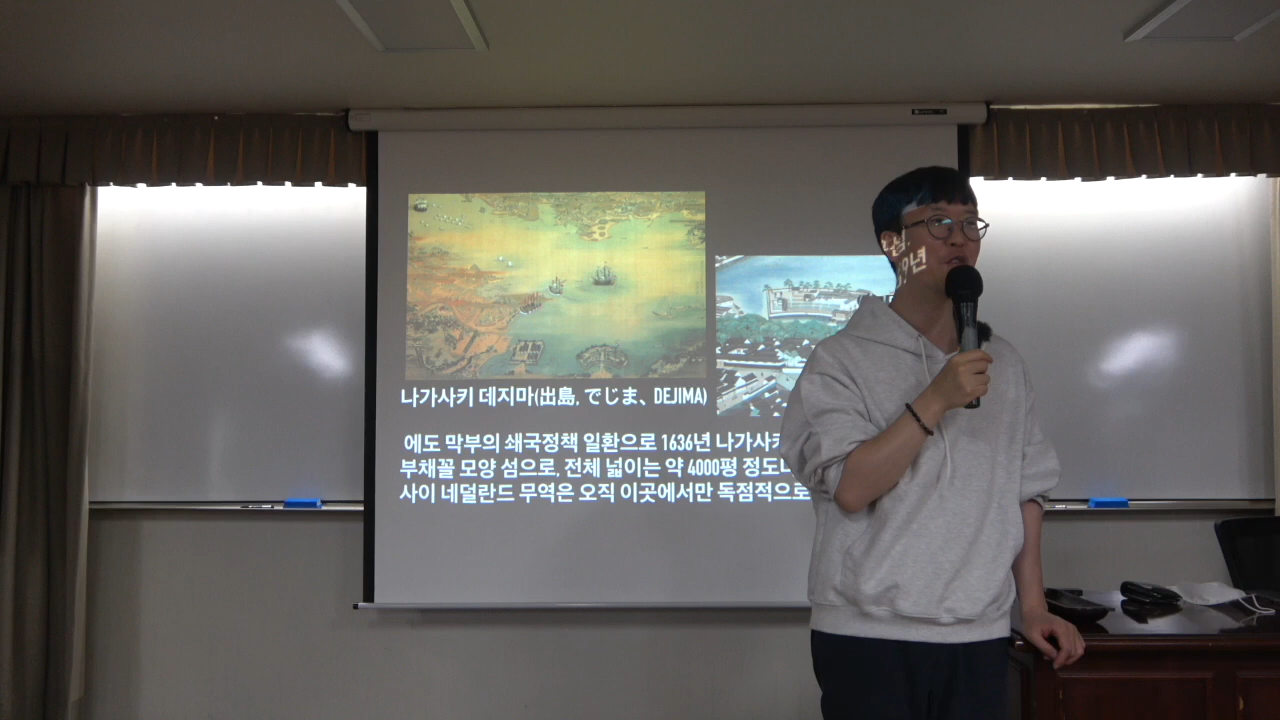 나가사키 데지마(出島, でじま、 DEJIMA)
에도 막부의 쇄국정책 일환으로 1636년 나가사키
부채꼴 모양 섬으로, 전체 넓이는 약 4000평 정도
사이 네덜란드 무역은 오직 이곳에서만 독점적으로
9년